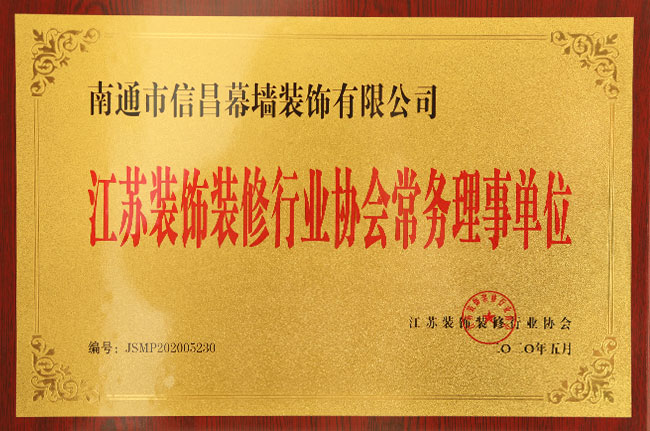 南通市信昌幕墙装饰有限公司
江苏装饰装修行业协会常务理事单位
江苏装饰装修行业协会
编号：JSMP202005230
二〇二〇年五月